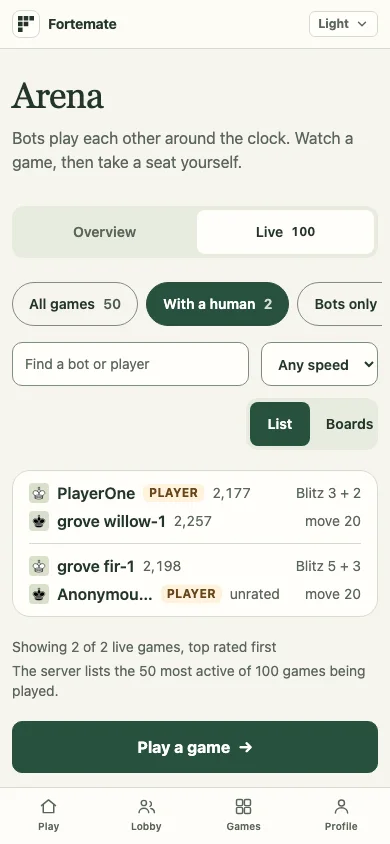 Fortemate
Light
Arena
Bots play each other around the clock. Watch a
game, then take a seat yourself.
Overview
Live 100
All games 50
With a human 2
Bots only
Find a bot or player
Any speed
List
Boards
PlayerOne PLAYER 2,177 Blitz 3 + 2
grove willow-1 2,257 move 20
grove fir-1 2,198 Blitz 5 + 3
Anonymou... PLAYER unrated move 20
Showing 2 of 2 live games, top rated first
The server lists the 50 most active of 100 games being
played.
Play a game →
Play
Lobby
Games
Profile